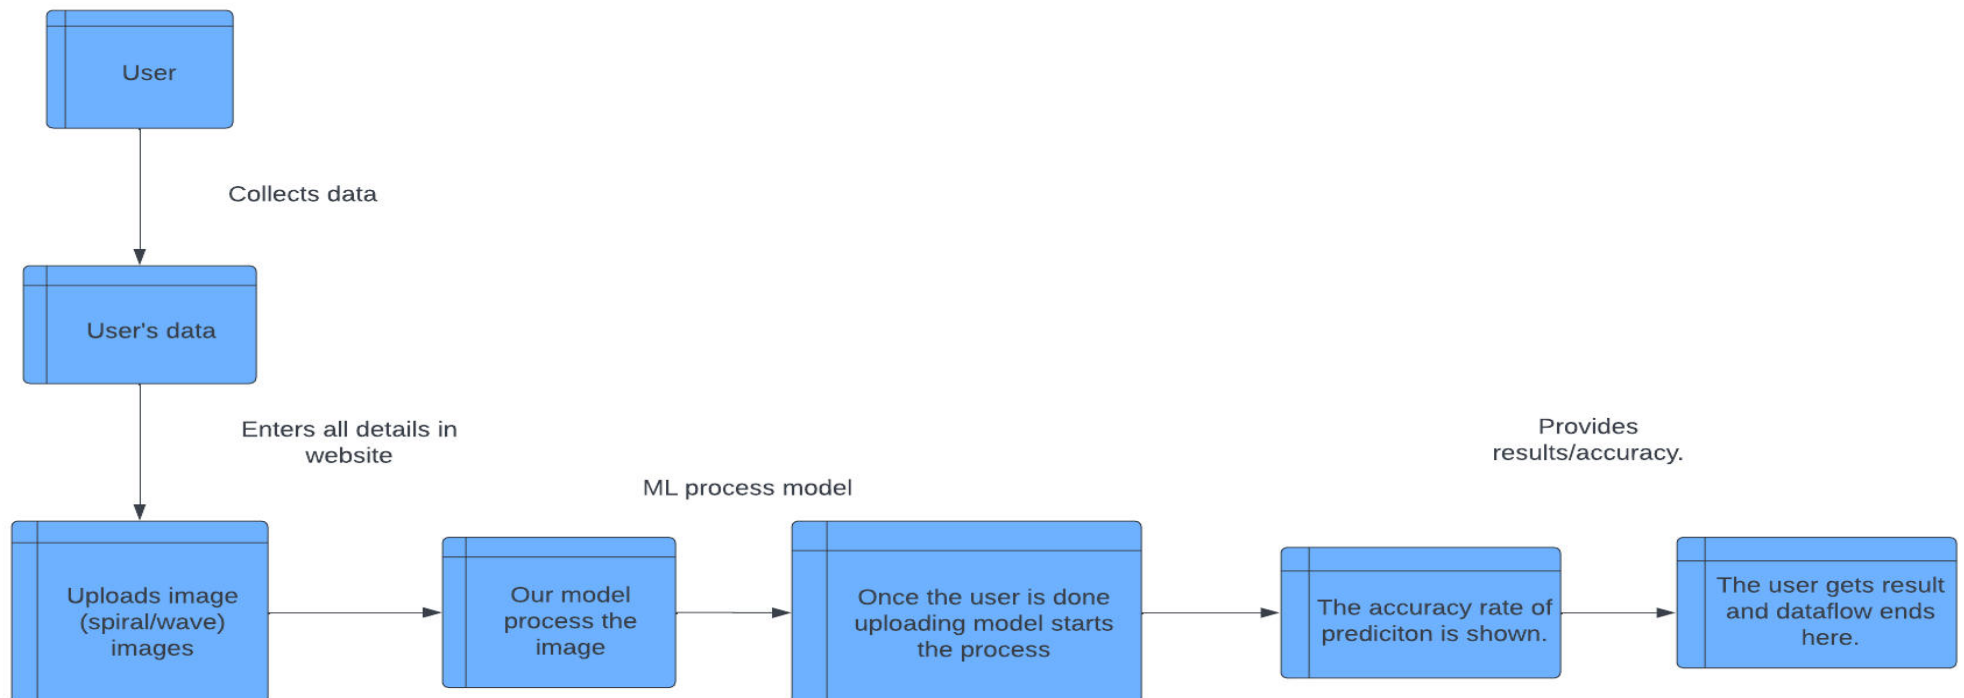 User
Collects data
User's data
Enters all details in
website
Provides
results/accuracy.
ML process model
Uploads image
(spiral/wave)
images
Our model
process the
image
Once the user is done
uploading model starts
the process
The accuracy rate of
prediciton is shown.
The user gets result
and dataflow ends
here.